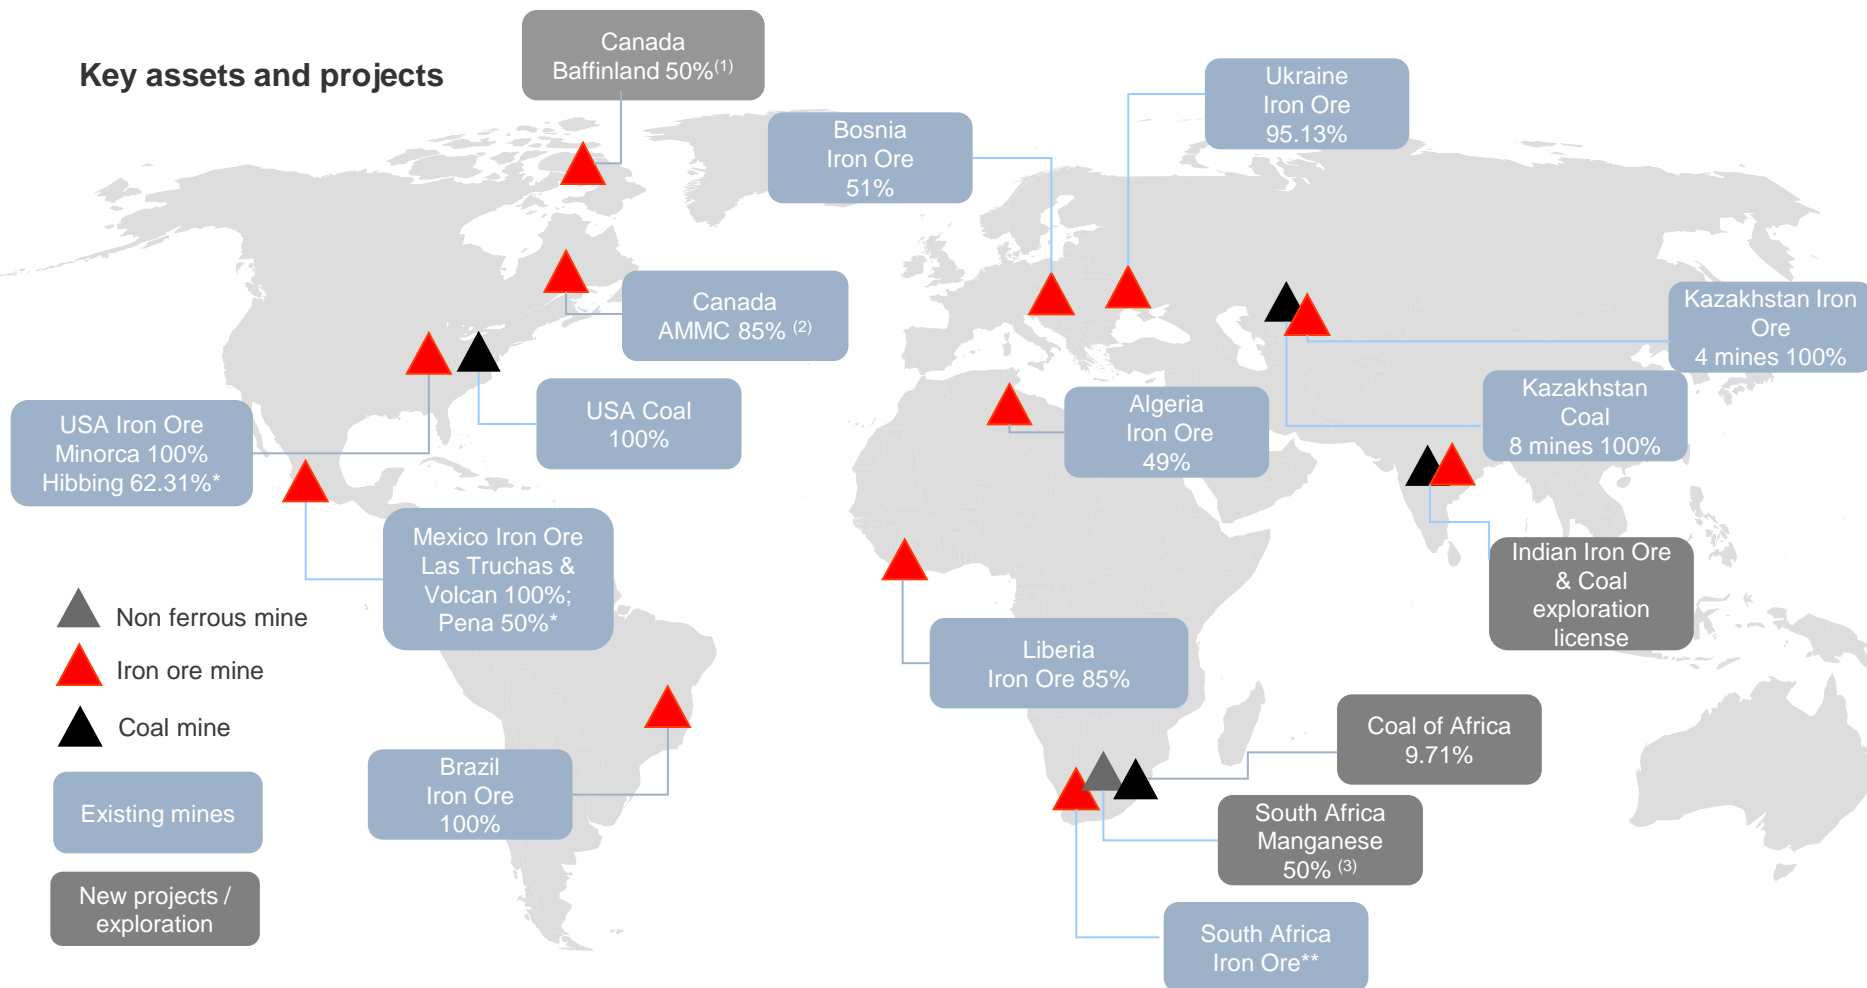 Key assets and projects
Canada
Baffinland 50%(1)
Ukraine
Iron Ore
95.13%
Bosnia
Iron Ore
51%
Canada
AMMC 85% (2)
Kazakhstan Iron
Ore
4 mines 100%
USA Iron Ore
Minorca 100%
Hibbing 62.31%*
USA Coal
100%
Algeria
Iron Ore
49%
Kazakhstan
Coal
8 mines 100%
Mexico Iron Ore
Las Truchas &
Volcan 100%;
Pena 50%*
Indian Iron Ore
& Coal
exploration
license
Non ferrous mine
Iron ore mine
Coal mine
Liberia
Iron Ore 85%
Coal of Africa
9.71%
Brazil
Iron Ore
100%
Existing mines
South Africa
Manganese
50% (3)
New projects /
exploration
South Africa
Iron Ore**